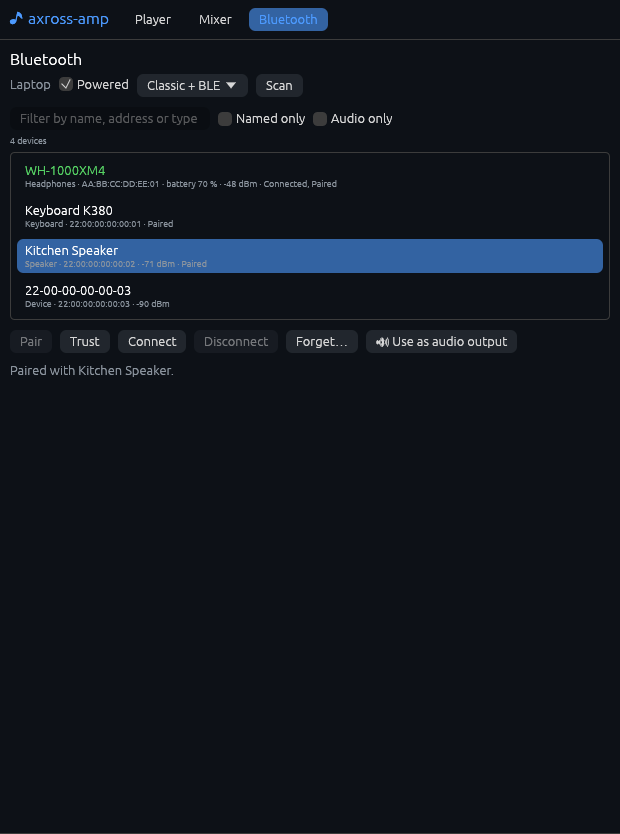 axross-amp Player Mixer Bluetooth
Bluetooth
Laptop Powered Classic + BLE Scan
Filter by name, address or type Named only Audio only
4 devices
WH-1000XM4
Headphones · AA:BB:CC:DD:EE:01 · battery 70 % · -48 dBm · Connected, Paired
Keyboard K380
Keyboard · 22:00:00:00:00:01 · Paired
Kitchen Speaker
Speaker · 22:00:00:00:00:02 · -71 dBm · Paired
22-00-00-00-00-03
Device · 22:00:00:00:00:03 · -90 dBm
Pair Trust Connect Disconnect Forget… Use as audio output
Paired with Kitchen Speaker.